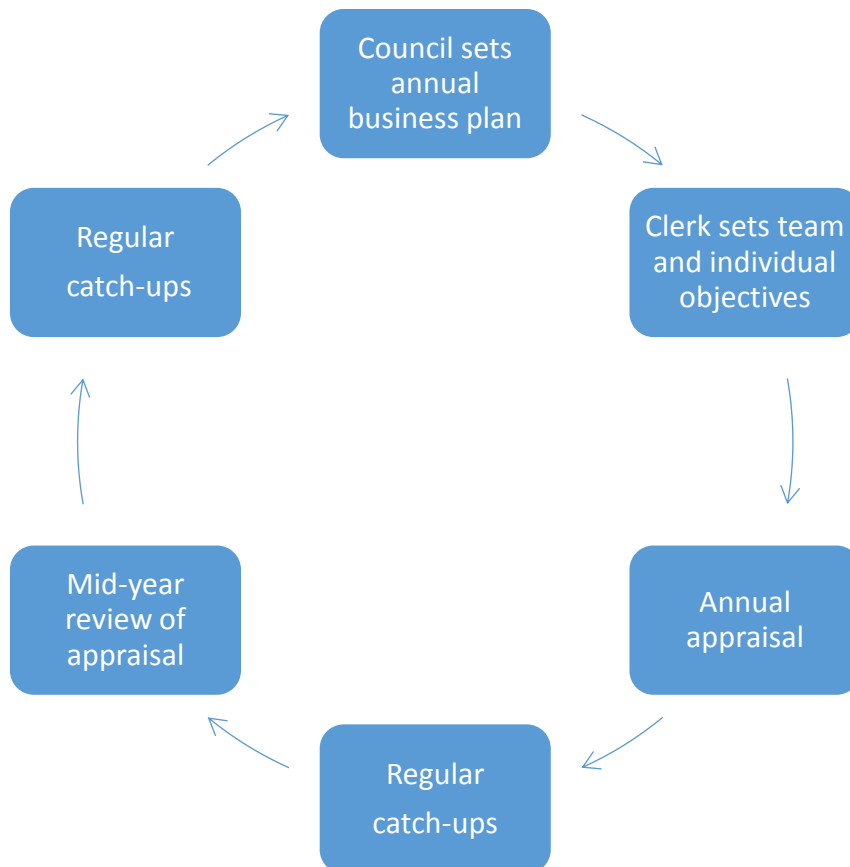 Council sets
annual
business plan
Clerk sets team
and individual
objectives
Annual
appraisal
Regular
catch-ups
Mid-year
review of
appraisal
Regular
catch-ups